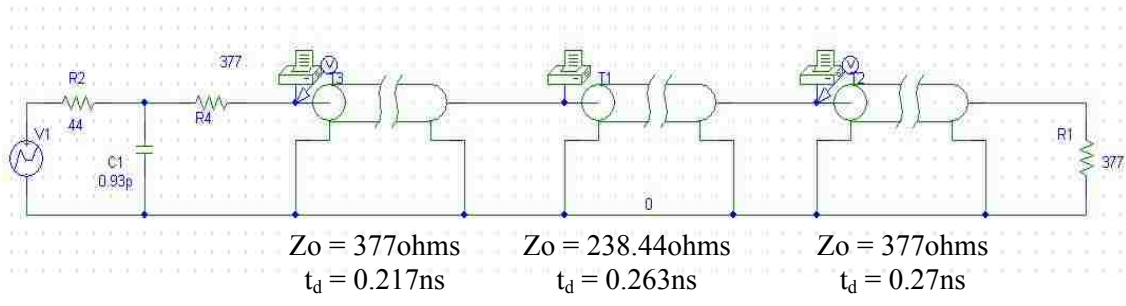 377
R2
T3
T1
T2
44
R4
V1
C1
0.93p
R1
377
0
Zo = 377ohms
Zo = 238.44ohms
Zo = 377ohms
td = 0.217ns
td = 0.263ns
td = 0.27ns
V
V